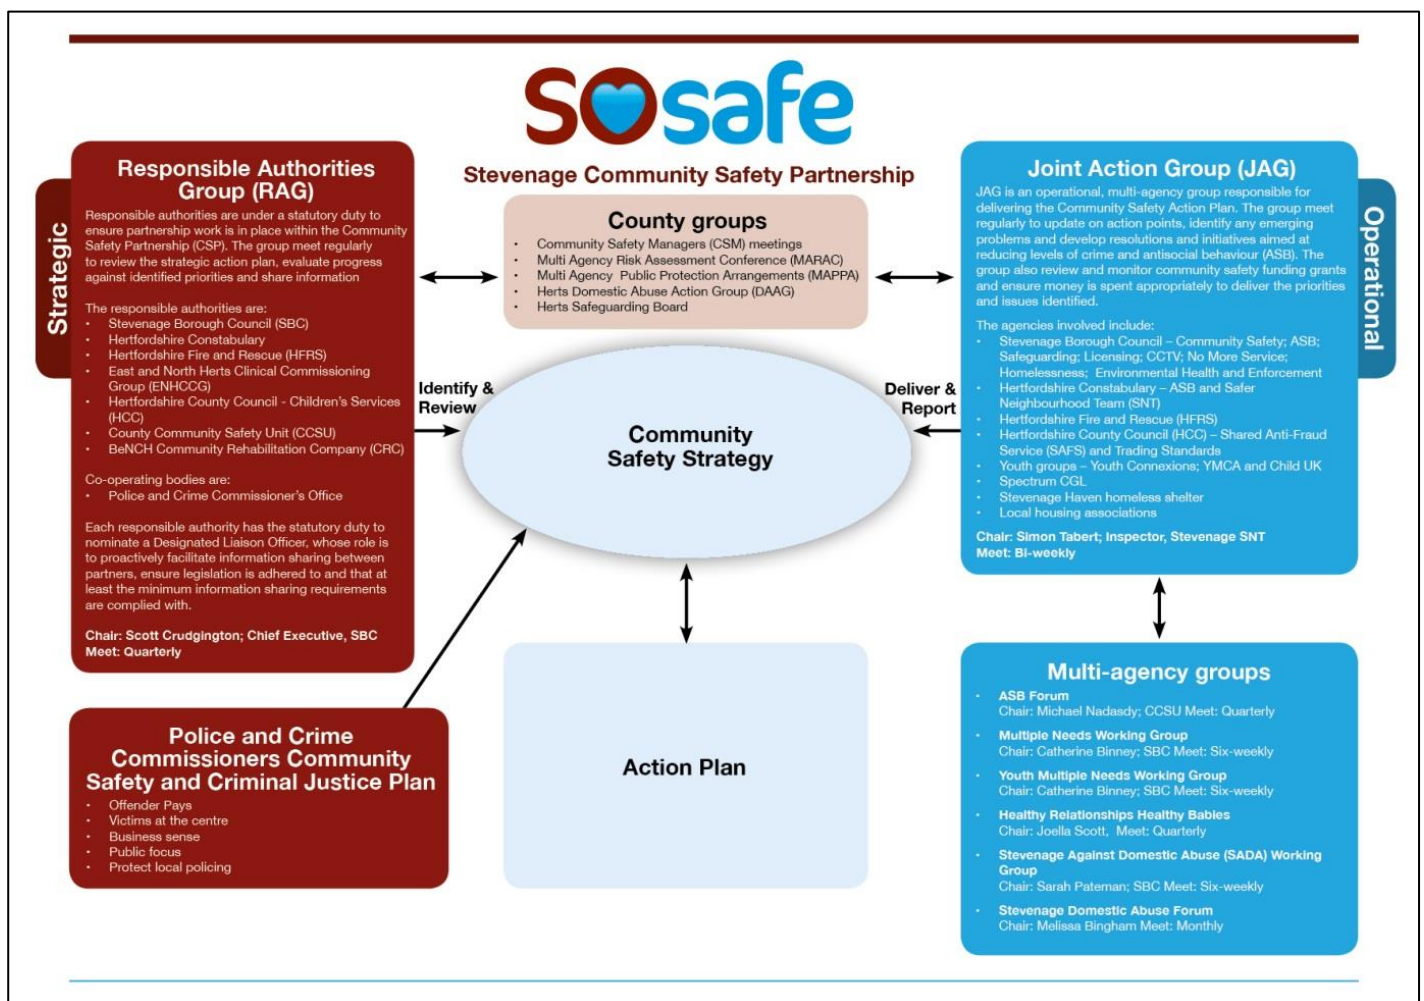 SOsafe
Stevenage Community Safety Partnership
Strategic
Responsible Authorities
Group (RAG)
Responsible authorities are under a statutory duty to
ensure partnership work is in place within the Community
Safety Partnership (CSP). The group meet regularly
to review the strategic action plan, evaluate progress
against identified priorities and share information
The responsible authorities are:
• Stevenage Borough Council (SBC)
• Hertfordshire Constabulary
• Hertfordshire Fire and Rescue (HFRS)
• East and North Herts Clinical Commissioning
Group (ENHCCG)
• Hertfordshire County Council - Children's Services
(HCC)
• County Community Safety Unit (CCSU)
• BeNCH Community Rehabilitation Company (CRC)
Co-operating bodies are:
• Police and Crime Commissioner's Office
Each responsible authority has the statutory duty to
nominate a Designated Liaison Officer, whose role is
to proactively facilitate information sharing between
partners, ensure legislation is adhered to and that at
least the minimum information sharing requirements
are complied with.
Chair: Scott Crudgington; Chief Executive, SBC
Meet: Quarterly
Police and Crime
Commissioners Community
Safety and Criminal Justice Plan
• Offender Pays
• Victims at the centre
• Business sense
• Public focus
• Protect local policing
County groups
• Community Safety Managers (CSM) meetings
• Multi Agency Risk Assessment Conference (MARAC)
• Multi Agency Public Protection Arrangements (MAPPA)
• Herts Domestic Abuse Action Group (DAAG)
• Herts Safeguarding Board
Identify &
Review
Community
Safety Strategy
Deliver &
Report
Action Plan
Operational
Joint Action Group (JAG)
JAG is an operational, multi-agency group responsible for
delivering the Community Safety Action Plan. The group meet
regularly to update on action points, identify any emerging
problems and develop resolutions and initiatives aimed at
reducing levels of crime and antisocial behaviour (ASB). The
group also review and monitor community safety funding grants
and ensure money is spent appropriately to deliver the priorities
and issues identified.
The agencies involved include:
• Stevenage Borough Council – Community Safety; ASB;
Safeguarding; Licensing; CCTV; No More Service;
Homelessness; Environmental Health and Enforcement
• Hertfordshire Constabulary – ASB and Safer
Neighbourhood Team (SNT)
• Hertfordshire Fire and Rescue (HFRS)
• Hertfordshire County Council (HCC) – Shared Anti-Fraud
Service (SAFS) and Trading Standards
• Youth groups – Youth Connexions; YMCA and Child UK
• Spectrum CGL
• Stevenage Haven homeless shelter
• Local housing associations
Chair: Simon Tabert; Inspector, Stevenage SNT
Meet: Bi-weekly
Multi-agency groups
• ASB Forum
Chair: Michael Nadasdy; CCSU Meet: Quarterly
• Multiple Needs Working Group
Chair: Catherine Binney; SBC Meet: Six-weekly
• Youth Multiple Needs Working Group
Chair: Catherine Binney; SBC Meet: Six-weekly
• Healthy Relationships Healthy Babies
Chair: Joella Scott, Meet: Quarterly
• Stevenage Against Domestic Abuse (SADA) Working
Group
Chair: Sarah Pateman; SBC Meet: Six-weekly
• Stevenage Domestic Abuse Forum
Chair: Melissa Bingham Meet: Monthly